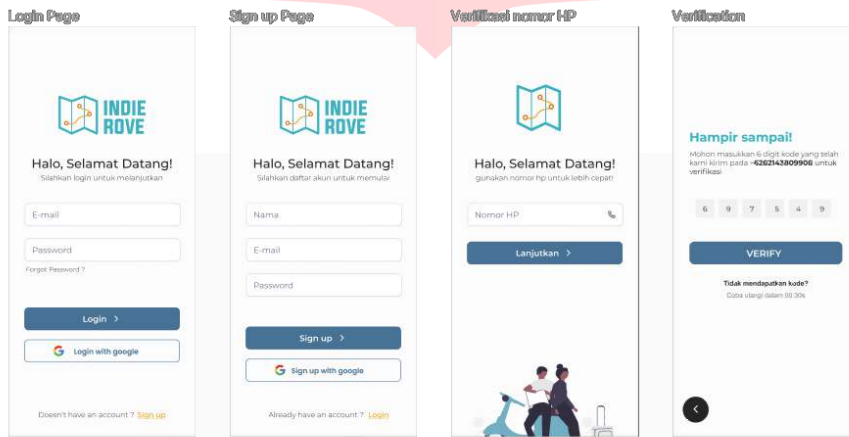 Login Page
INDIE
ROVE
Halo, Selamat Datang!
Silahkan login untuk melanjutkan
E-mail
Password
Forgot Password ?
Login >
Login with google
Doesn't have an account ? Sign up
Sign up Page
INDIE
ROVE
Halo, Selamat Datang!
Silahkan daftar akun untuk memulai
Nama
E-mail
Password
Sign up >
Sign up with google
Already have an account ? Login
Verifikasi nomor HP
Halo, Selamat Datang!
gunakan nomor hp untuk lebih cepat!
Nomor HP
Lanjutkan >
Verification
Hampir sampai!
Mohon masukkan 6 digit kode yang telah
kami kirim pada +6282143809906 untuk
verifikasi
6 9 7 5 4 9
VERIFY
Tidak mendapatkan kode?
Coba ulangi dalam 00:30s